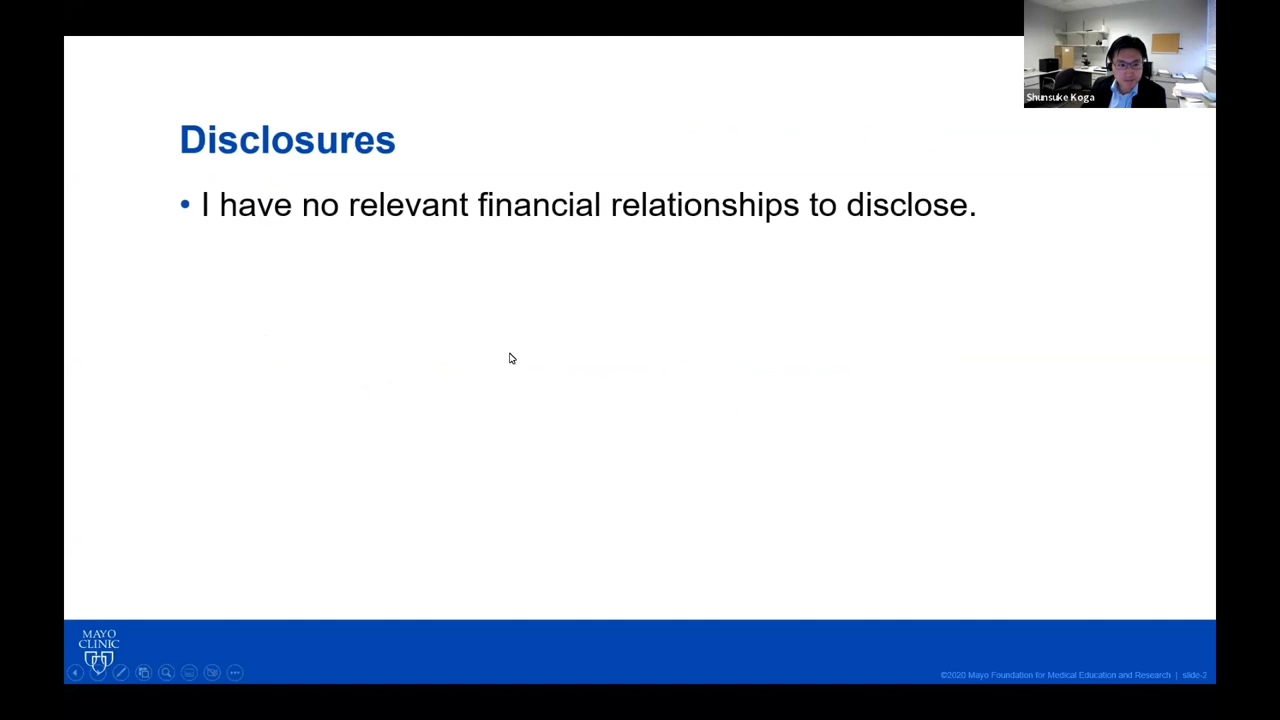 Shunsuke Koga
Disclosures
• I have no relevant financial relationships to disclose.
MAYO
CLINIC
©2020 Mayo Foundation for Medical Education and Research | slide-2